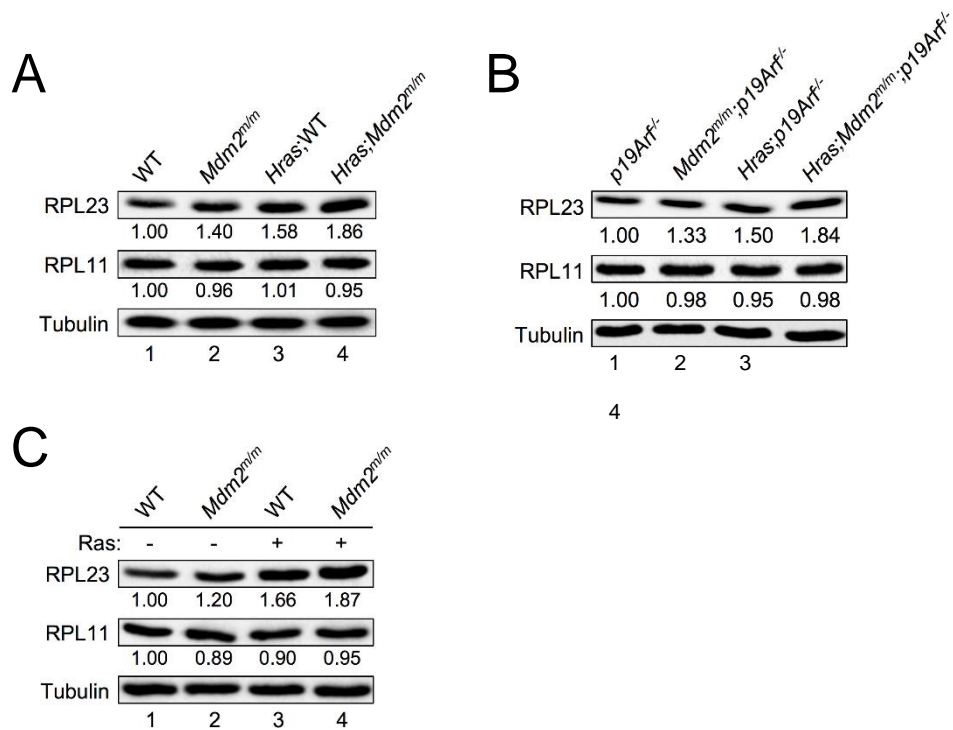 A
WT Mdm2m/m Hras;WT Hras;Mdm2m/m
RPL23
1.00 1.40 1.58 1.86
RPL11
1.00 0.96 1.01 0.95
Tubulin
1 2 3 4
B
p19Arf-/- Mdm2m/m;p19Arf-/- Hras;p19Arf-/- Hras;Mdm2m/m;p19Arf-/-
RPL23
1.00 1.33 1.50 1.84
RPL11
1.00 0.98 0.95 0.98
Tubulin
1 2 3
4
C
WT Mdm2m/m WT Mdm2m/m
Ras: - - + +
RPL23
1.00 1.20 1.66 1.87
RPL11
1.00 0.89 0.90 0.95
Tubulin
1 2 3 4